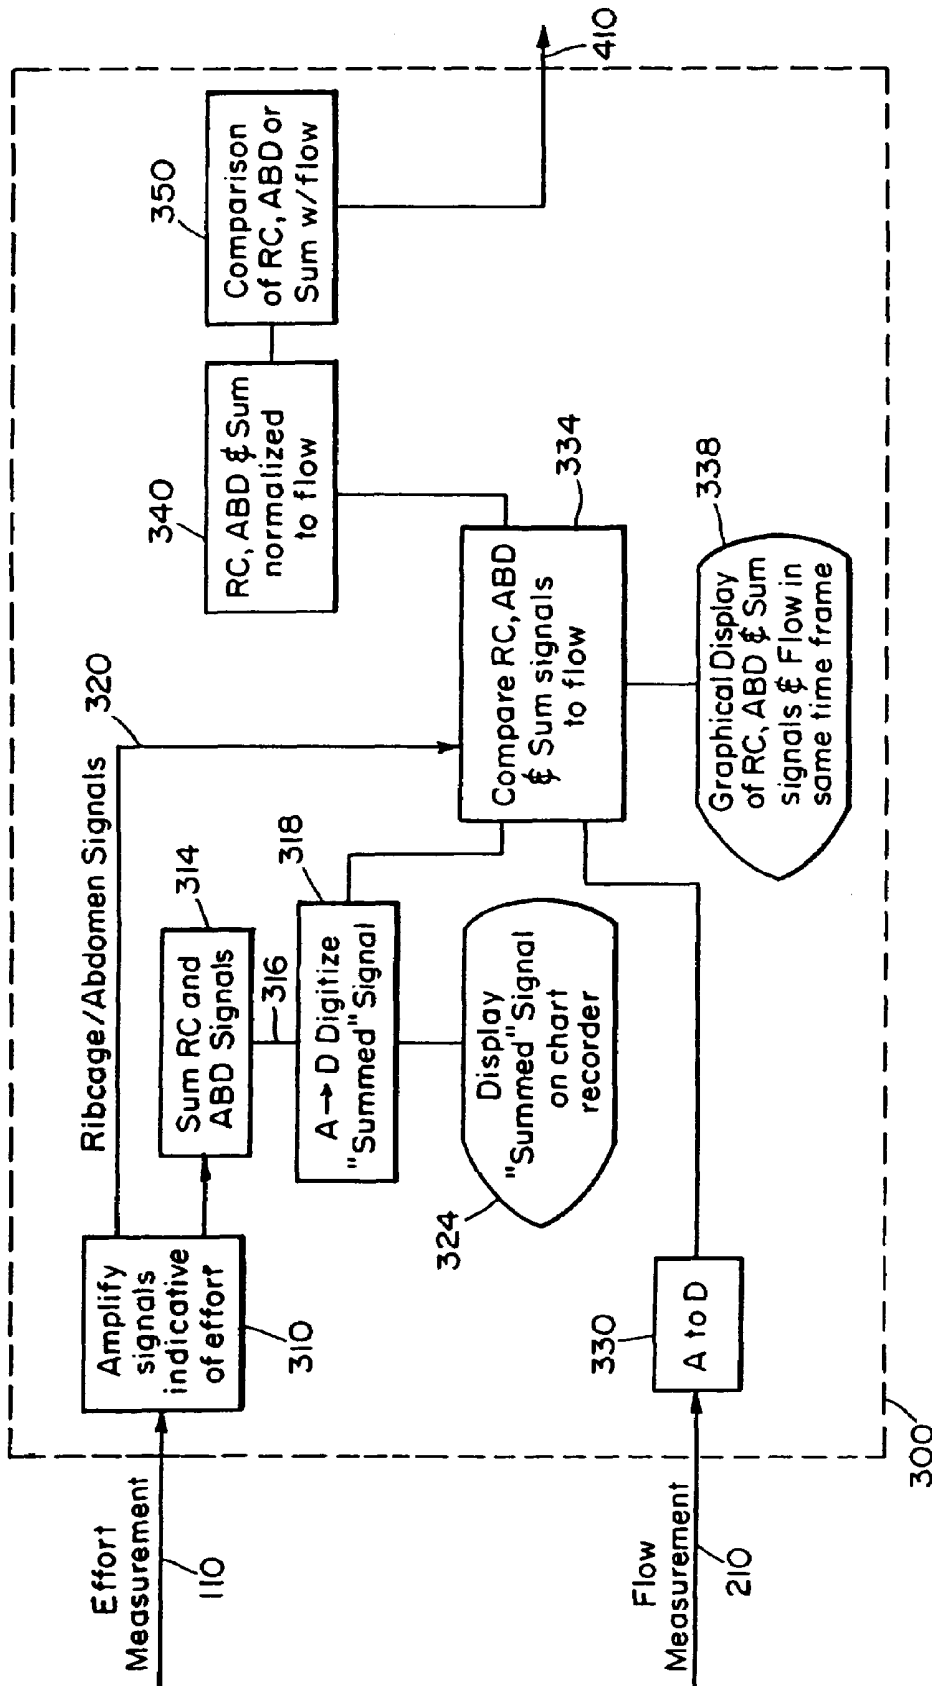 Effort
Measurement
110
Amplify
signals
indicative
of effort
310
Ribcage/Abdomen Signals
320
Sum RC and
ABD Signals
314
316
A→D Digitize
"Summed" Signal
318
Display
"Summed" Signal
on chart
recorder
324
Flow
Measurement
210
A to D
330
Compare RC, ABD
& Sum signals
to flow
334
Graphical Display
of RC, ABD & Sum
signals & Flow in
same time frame
338
RC, ABD & Sum
normalized
to flow
340
Comparison
of RC, ABD or
Sum w/flow
350
410
300